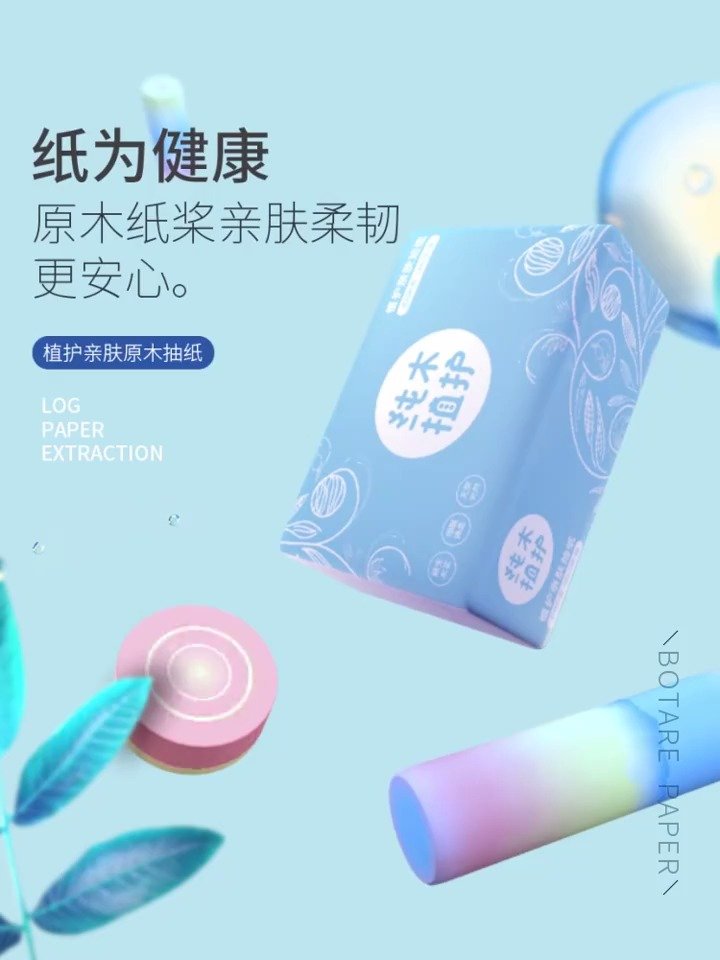 纸为健康
原木纸桨亲肤柔韧
更安心。
植护亲肤原木抽纸
LOG
PAPER
EXTRACTION
纯木
植护
纯木
植护
\BOTARE PAPER\